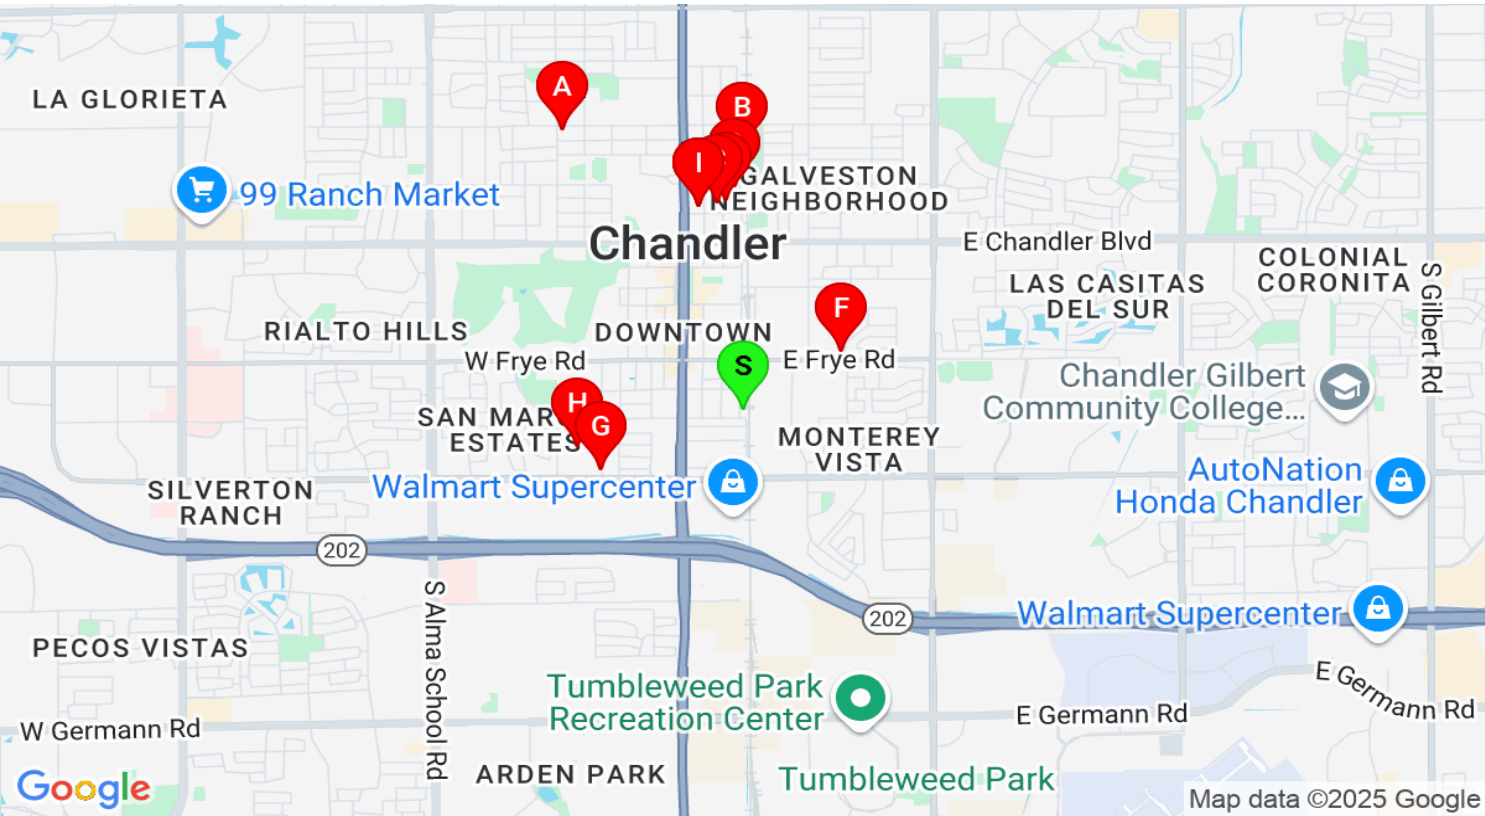 A
B
LA GLORIETA
I
GALVESTON
NEIGHBORHOOD
99 Ranch Market
Chandler
E Chandler Blvd
COLONIAL
CORONITA
LAS CASITAS
DEL SUR
S Gilbert Rd
F
RIALTO HILLS
DOWNTOWN
W Frye Rd
E Frye Rd
S
Chandler Gilbert
Community College...
H
G
SAN MAR
ESTATES
MONTEREY
VISTA
Walmart Supercenter
AutoNation
Honda Chandler
SILVERTON
RANCH
202
S Alma School Rd
202
Walmart Supercenter
PECOS VISTAS
Tumbleweed Park
Recreation Center
E Germann Rd
E Germann Rd
W Germann Rd
ARDEN PARK
Tumbleweed Park
Google
Map data ©2025 Google